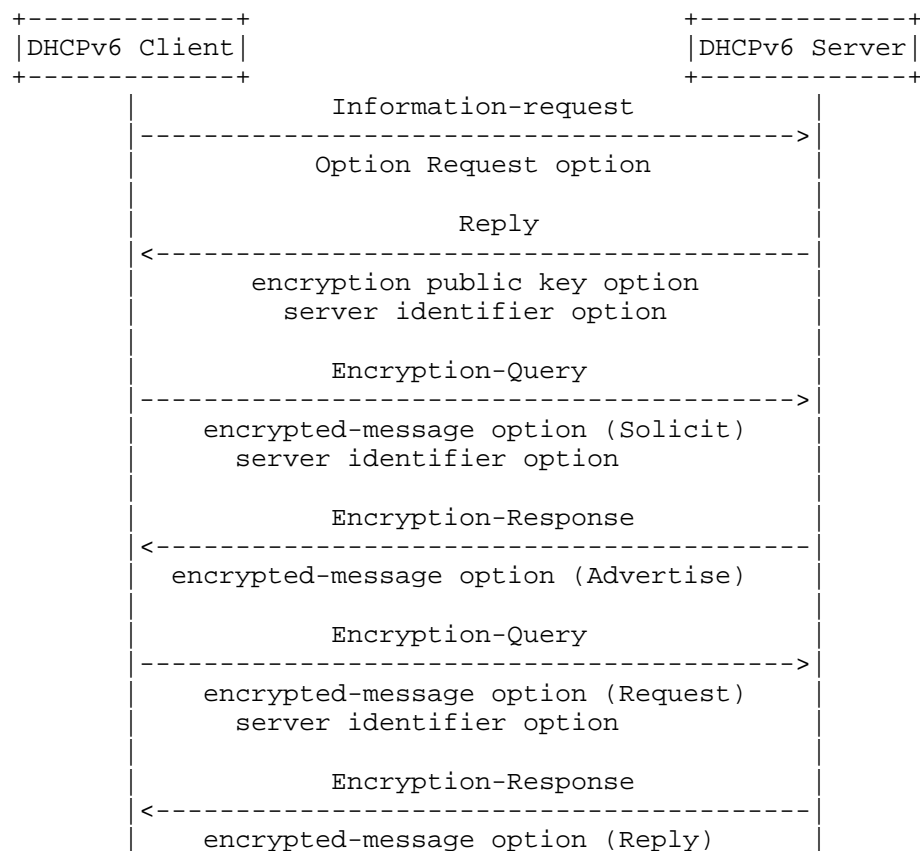 +-------------+ +-------------+
|DHCPv6 Client| |DHCPv6 Server|
+-------------+ +-------------+
| Information-request |
|----------------------------------------->|
| Option Request option |
| |
| Reply |
|<-----------------------------------------|
| encryption public key option |
| server identifier option |
| |
| Encryption-Query |
|----------------------------------------->|
| encrypted-message option (Solicit) |
| server identifier option |
| |
| Encryption-Response |
|<-----------------------------------------|
| encrypted-message option (Advertise) |
| |
| Encryption-Query |
|----------------------------------------->|
| encrypted-message option (Request) |
| server identifier option |
| |
| Encryption-Response |
|<-----------------------------------------|
| encrypted-message option (Reply) |